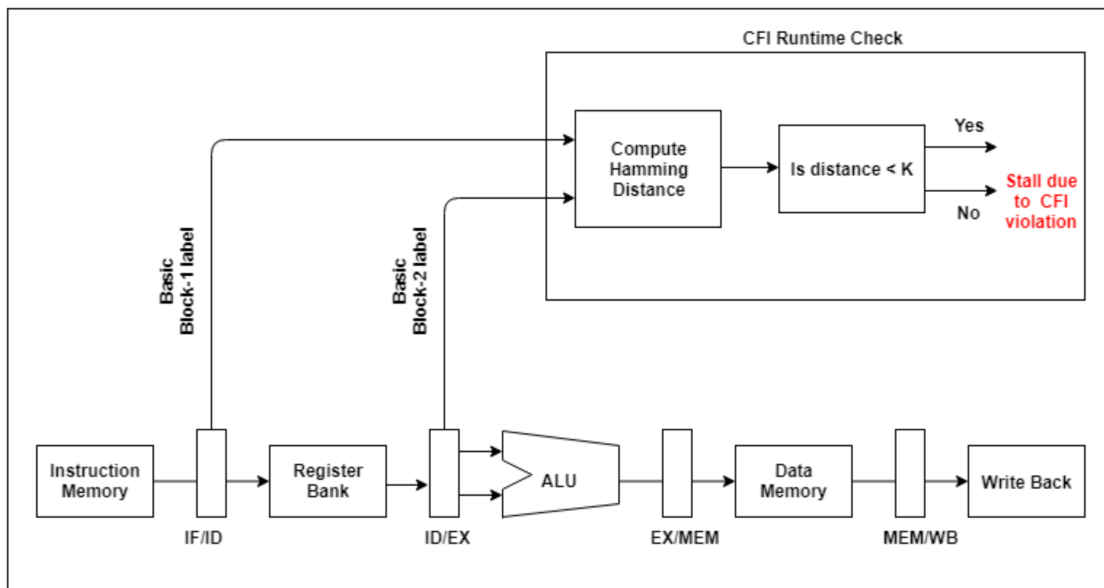 CFI Runtime Check
Compute
Hamming
Distance
Is distance < K
Yes
No
Stall due
to CFI
violation
Basic
Block-1 label
Basic
Block-2 label
Instruction
Memory
Register
Bank
ALU
Data
Memory
Write Back
IF/ID
ID/EX
EX/MEM
MEM/WB